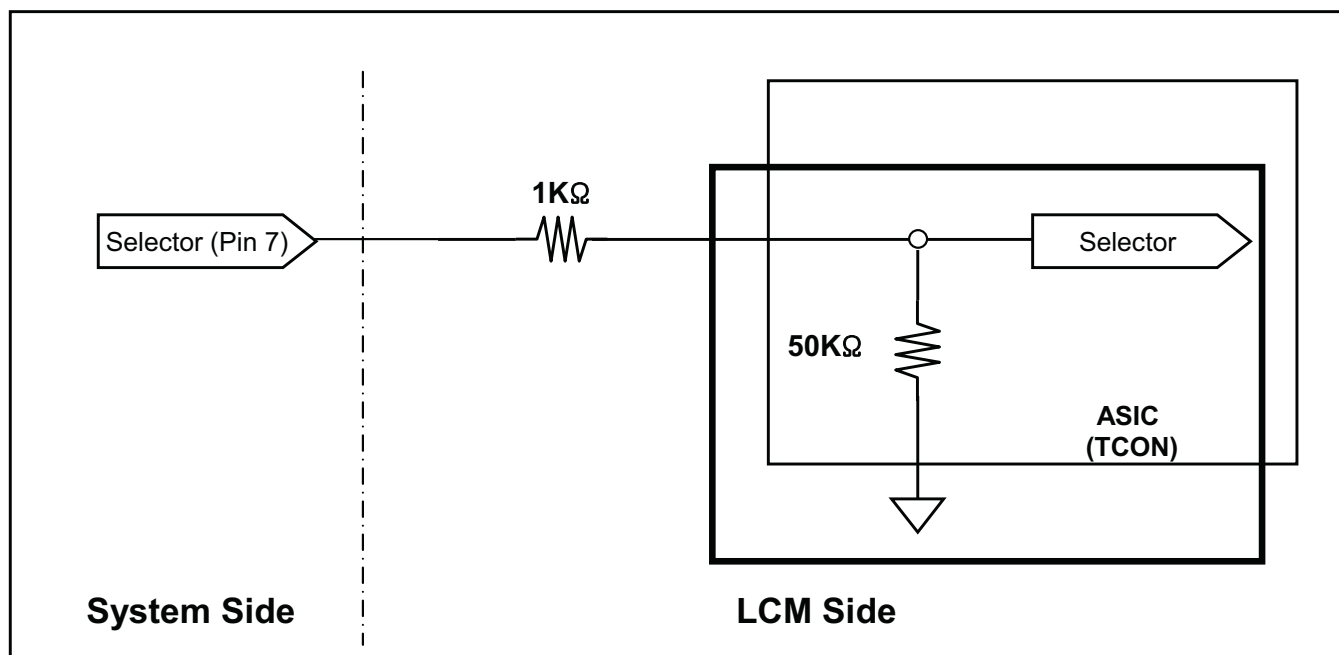 1KΩ
Selector (Pin 7)
Selector
50KΩ
ASIC
(TCON)
System Side
LCM Side